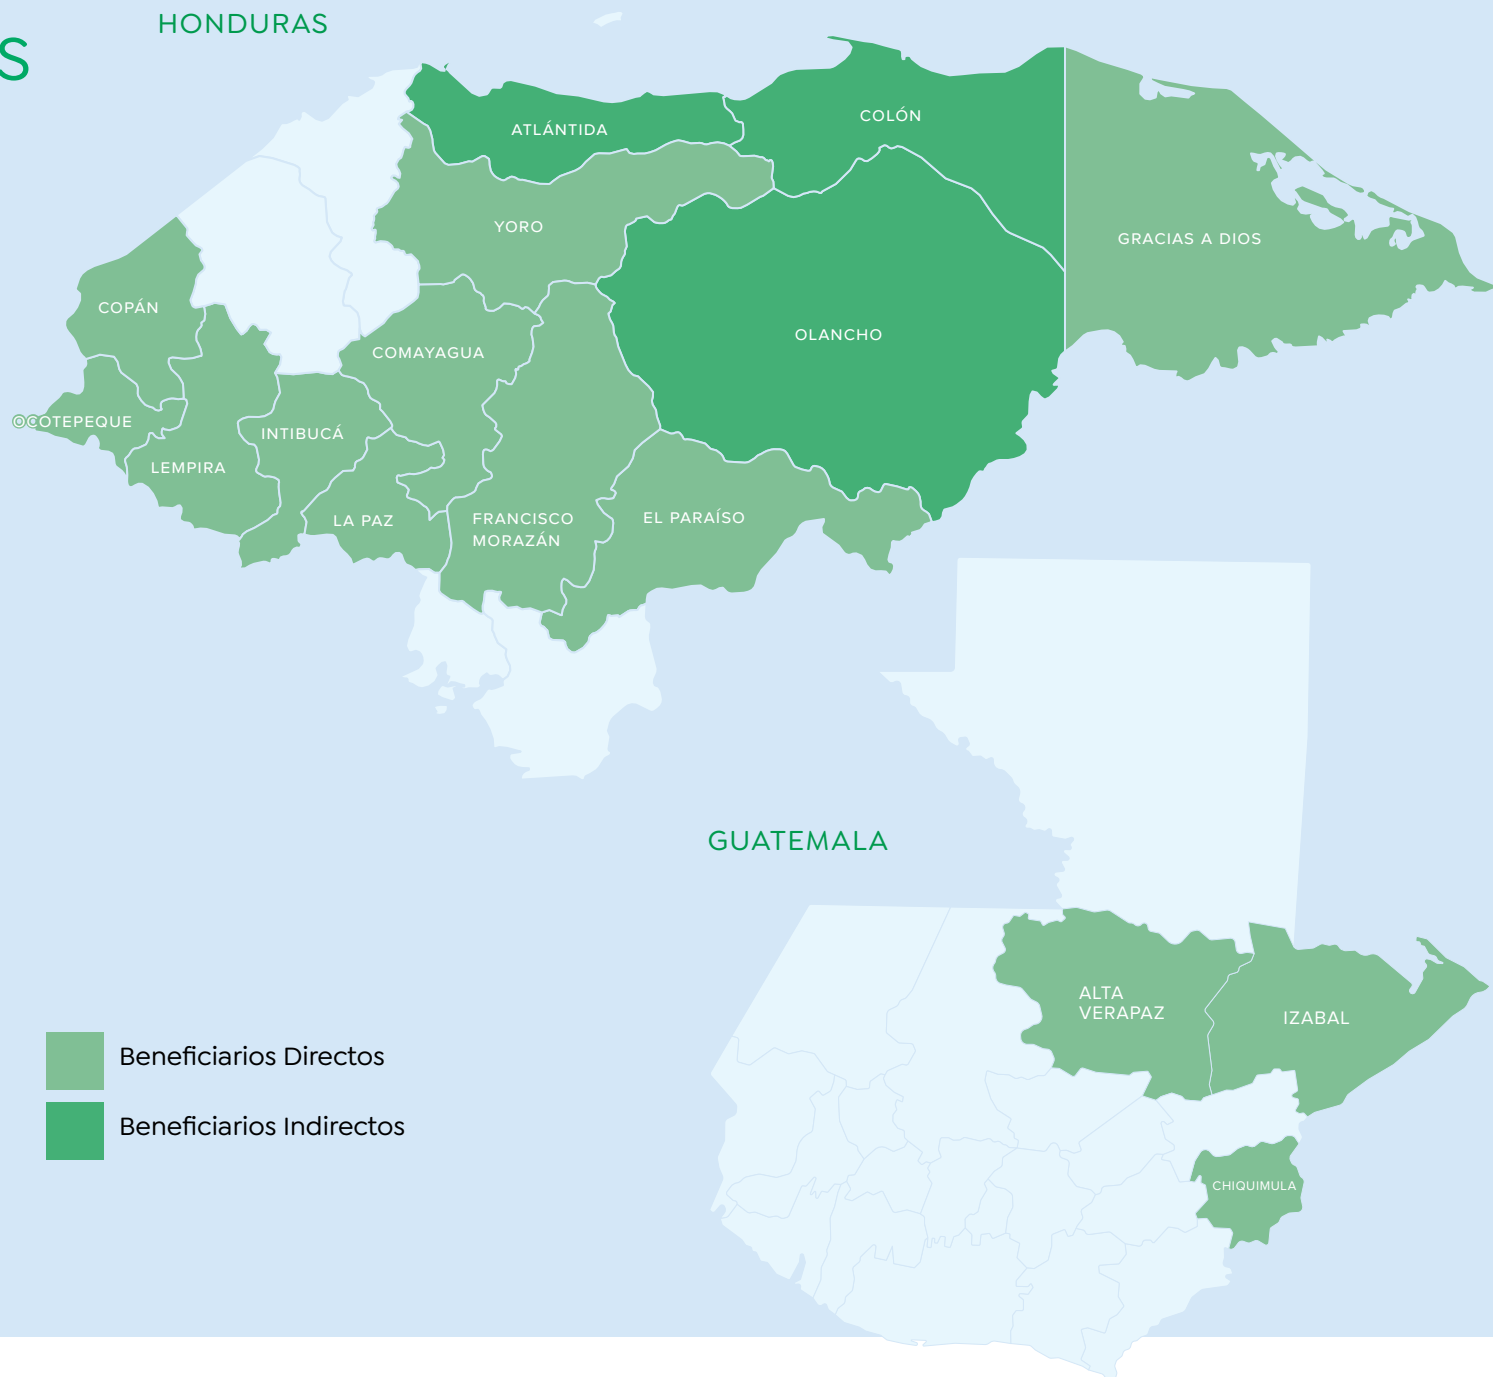 HONDURAS
S
ATLÁNTIDA
COLÓN
YORO
GRACIAS A DIOS
COPÁN
OLANCHO
COMAYAGUA
OCOTEPEQUE
INTIBUCÁ
LEMPIRA
LA PAZ
FRANCISCO
MORAZÁN
EL PARAÍSO
GUATEMALA
ALTA
VERAPAZ
IZABAL
CHIQUIMULA
Beneficiarios Directos
Beneficiarios Indirectos